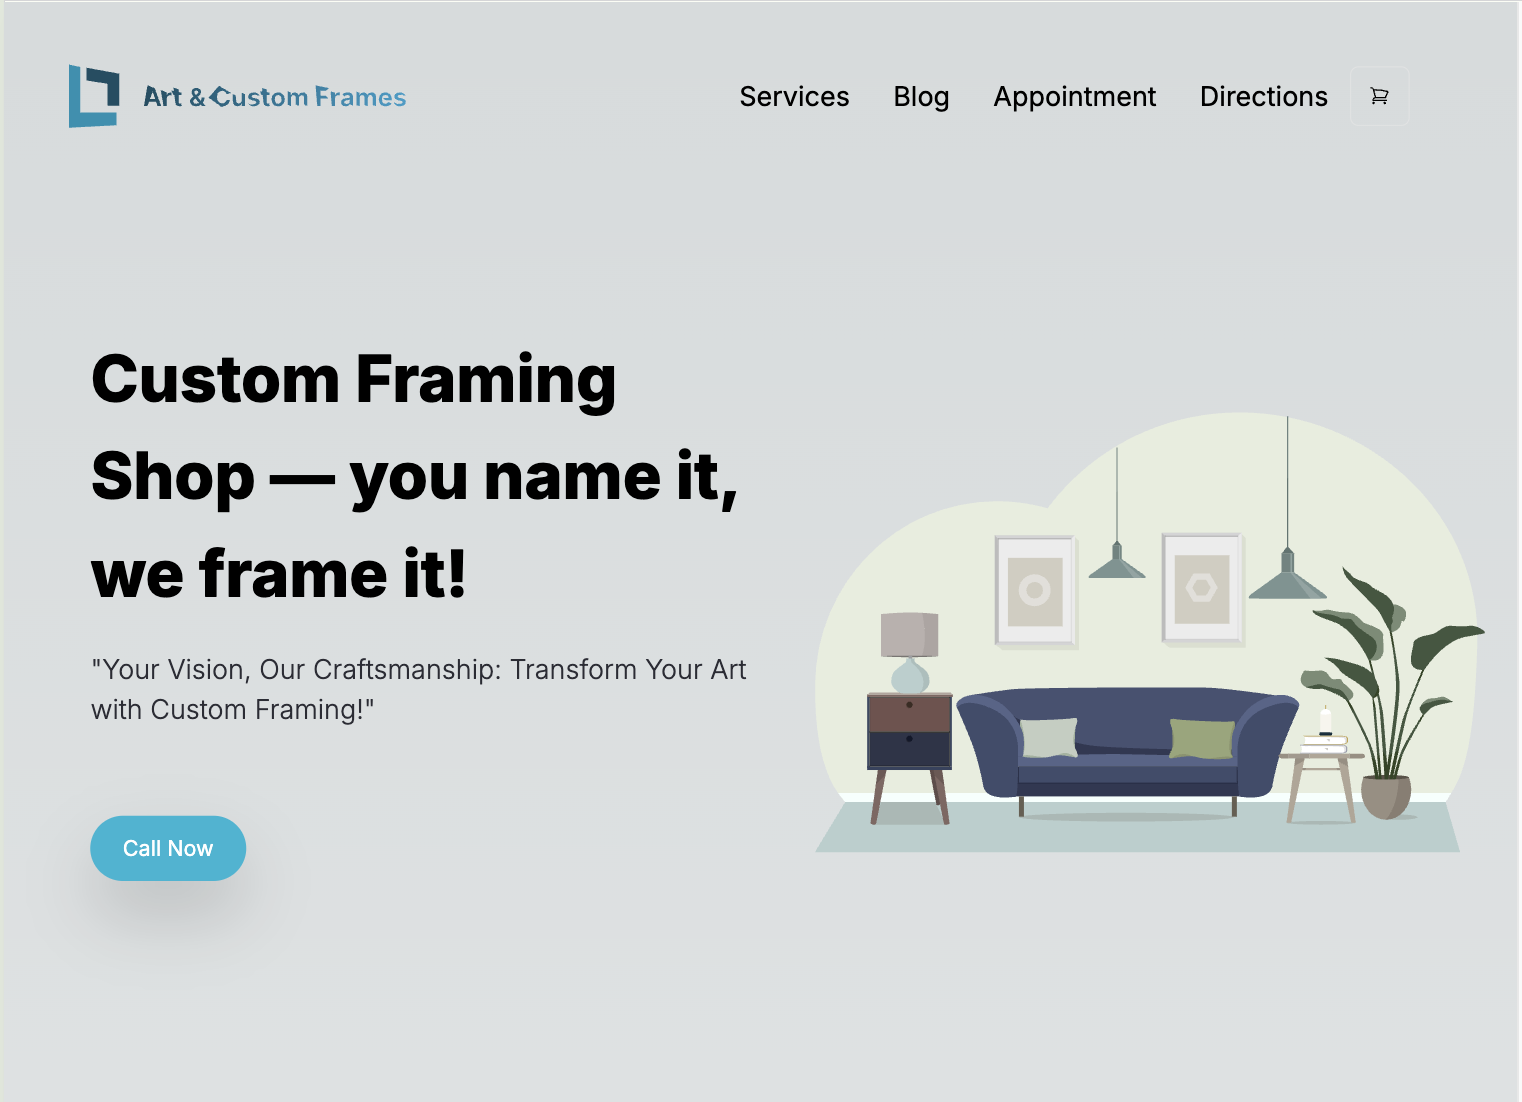 Art & Custom Frames
Services
Blog
Appointment
Directions
Custom Framing
Shop — you name it,
we frame it!
"Your Vision, Our Craftsmanship: Transform Your Art
with Custom Framing!"
Call Now